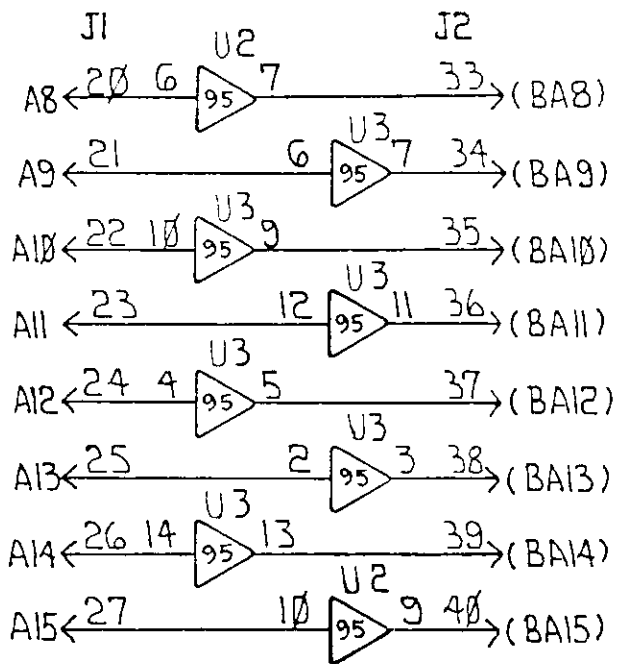 J1 J2
U2
A8 20 6 95 7 33 (BA8)
U3
A9 21 6 95 7 34 (BA9)
U3
A10 22 10 95 9 35 (BA10)
U3
A11 23 12 95 11 36 (BA11)
U3
A12 24 4 95 5 37 (BA12)
U3
A13 25 2 95 3 38 (BA13)
U3
A14 26 14 95 13 39 (BA14)
U2
A15 27 10 95 9 40 (BA15)